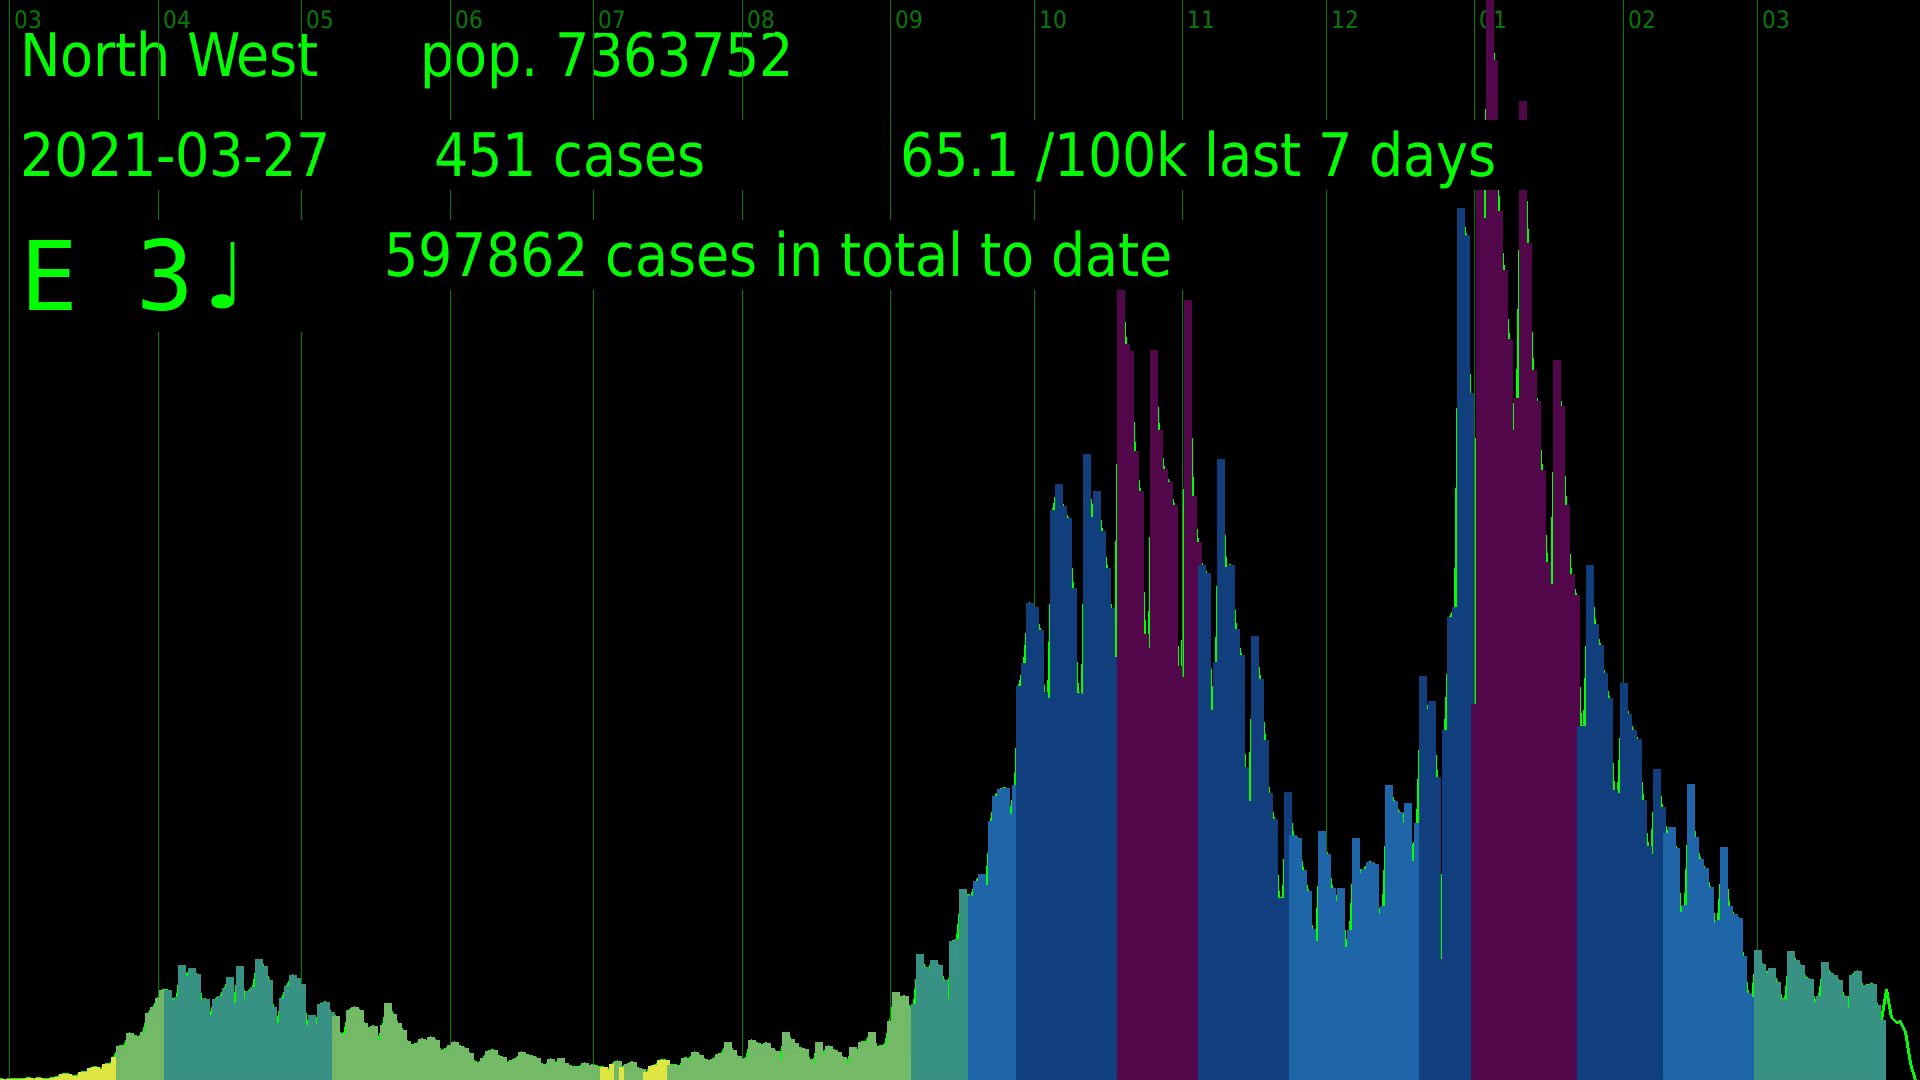 03 04 05 06 07 08 09 10 11 12 01 02 03
North West pop. 7363752
2021-03-27 451 cases 65.1 /100k last 7 days
E 3♩ 597862 cases in total to date